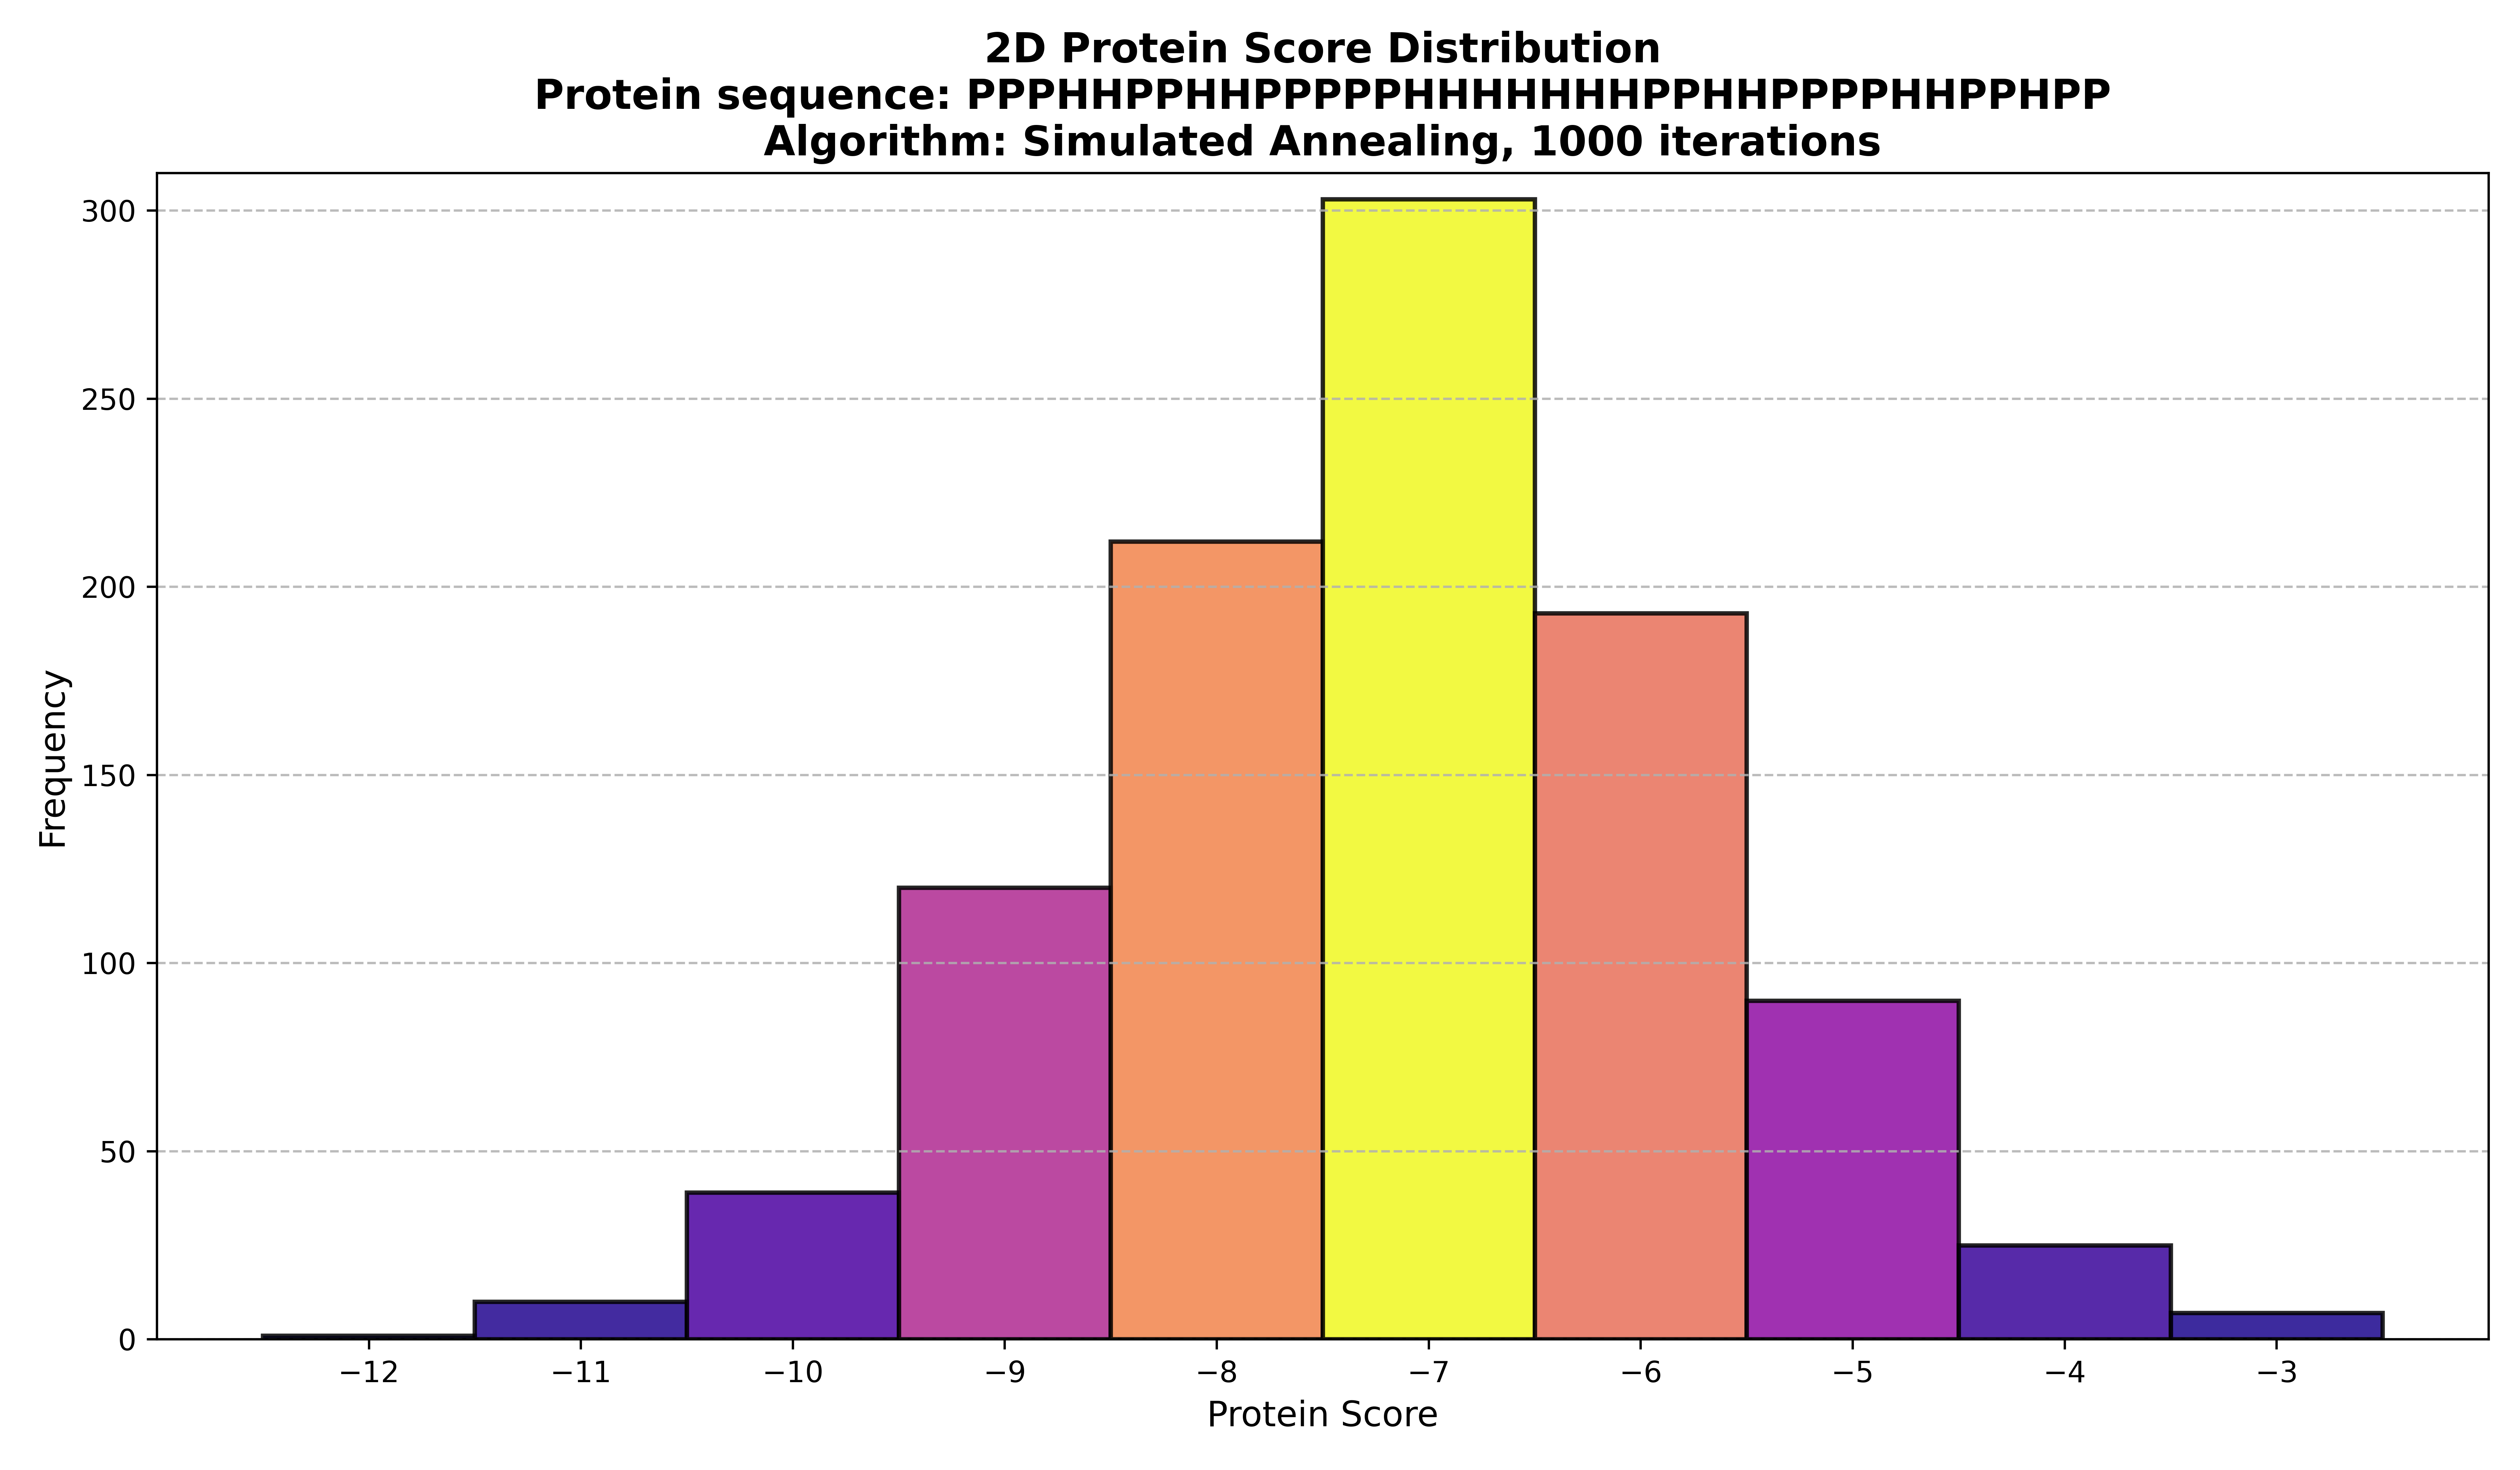 2D Protein Score Distribution
Protein sequence: PPPHHPPHHPPPPPHHHHHHHPPHHPPPPHHPPHPP
Algorithm: Simulated Annealing, 1000 iterations
300
250
200
150
100
50
0
Frequency
−12 −11 −10 −9 −8 −7 −6 −5 −4 −3
Protein Score